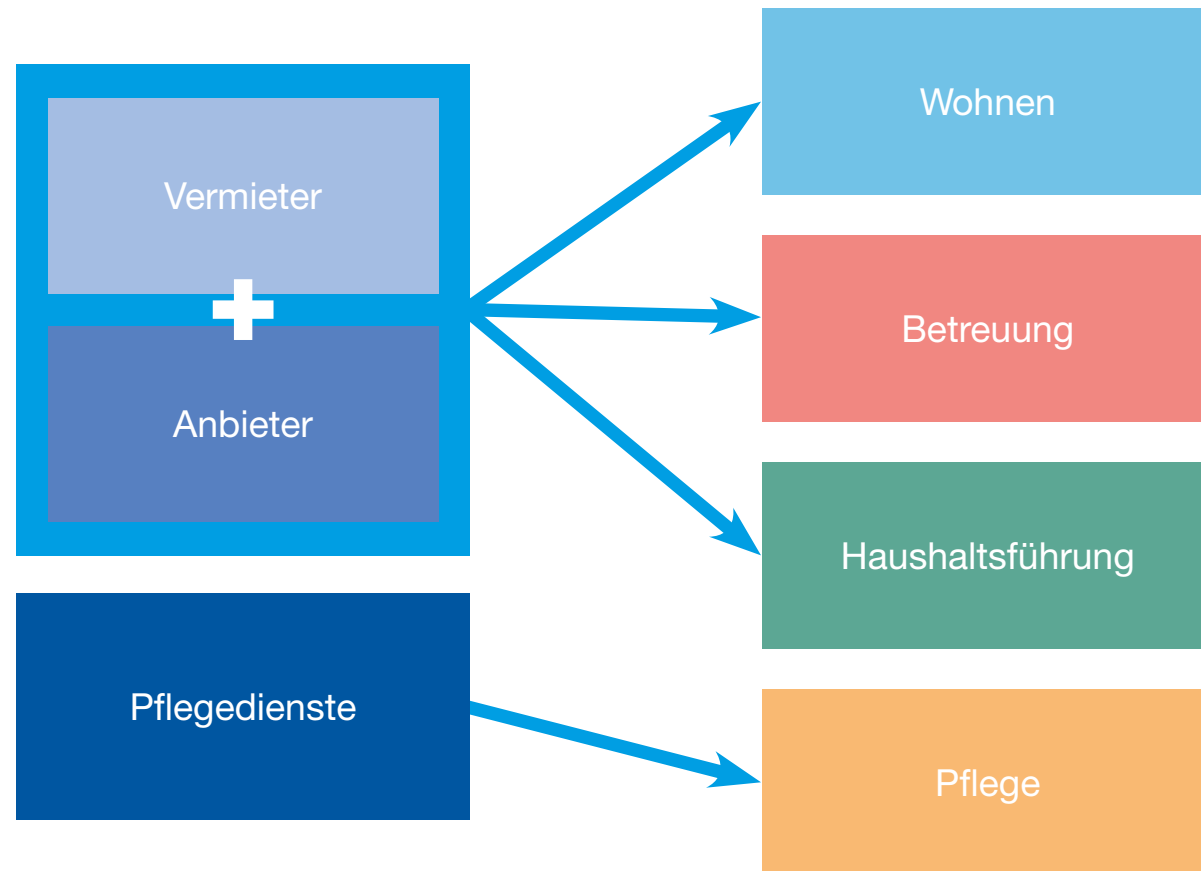 Vermieter
Anbieter
Pflegedienste
Wohnen
Betreuung
Haushaltsführung
Pflege